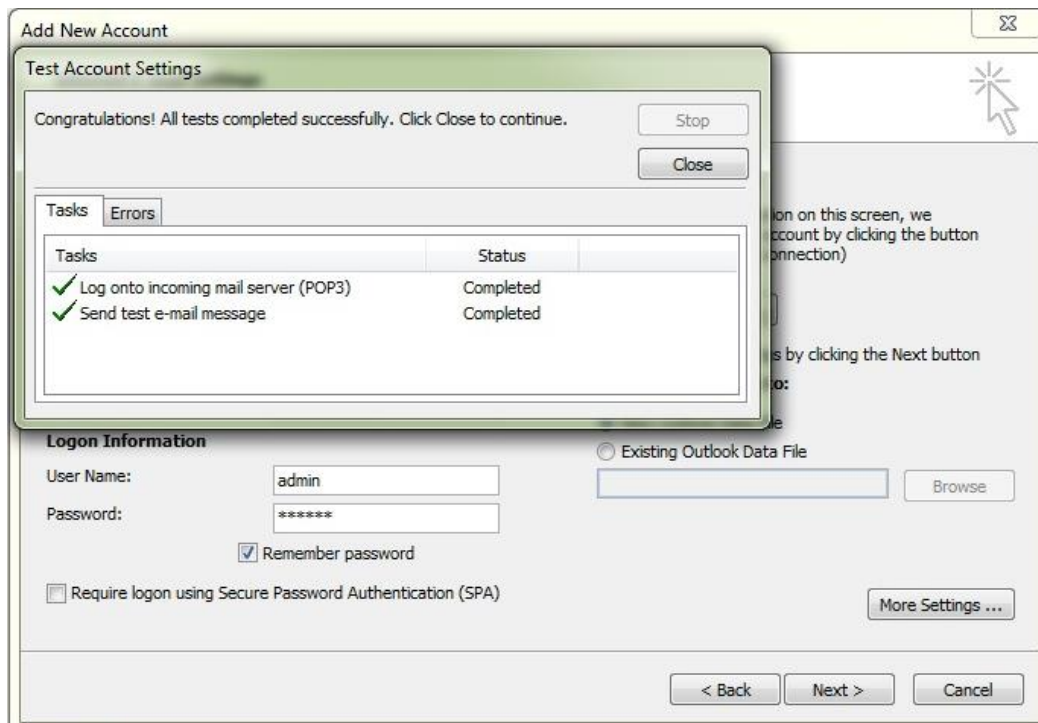 Add New Account
Test Account Settings
Congratulations! All tests completed successfully. Click Close to continue.
Stop
Close
Tasks Errors
Tasks Status
Log onto incoming mail server (POP3) Completed
Send test e-mail message Completed
on this screen, we
by clicking the button
by clicking the Next button
Logon Information
Existing Outlook Data File
User Name: admin
Browse
Password: ******
Remember password
Require logon using Secure Password Authentication (SPA)
More Settings ...
< Back Next > Cancel